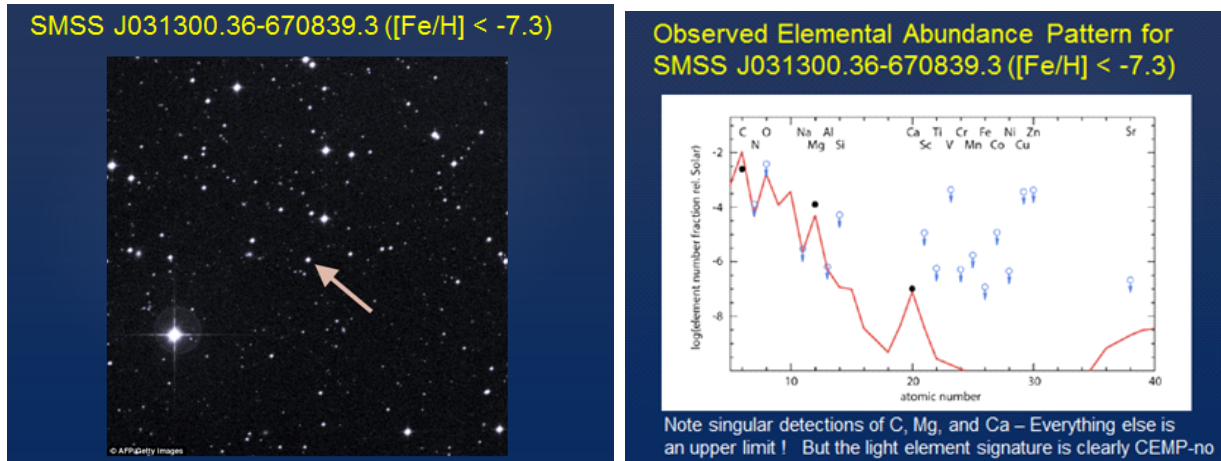 SMSS J031300.36-670839.3 ([Fe/H] < -7.3)
© AFP/Getty Images
Observed Elemental Abundance Pattern for
SMSS J031300.36-670839.3 ([Fe/H] < -7.3)
C O Na Al Ca Ti Cr Fe Ni Zn Sr
N Mg Si Sc V Mn Co Cu
log(element number fraction rel. Solar)
-2
-4
-6
-8
10 20 30 40
atomic number
Note singular detections of C, Mg, and Ca – Everything else is
an upper limit ! But the light element signature is clearly CEMP-no